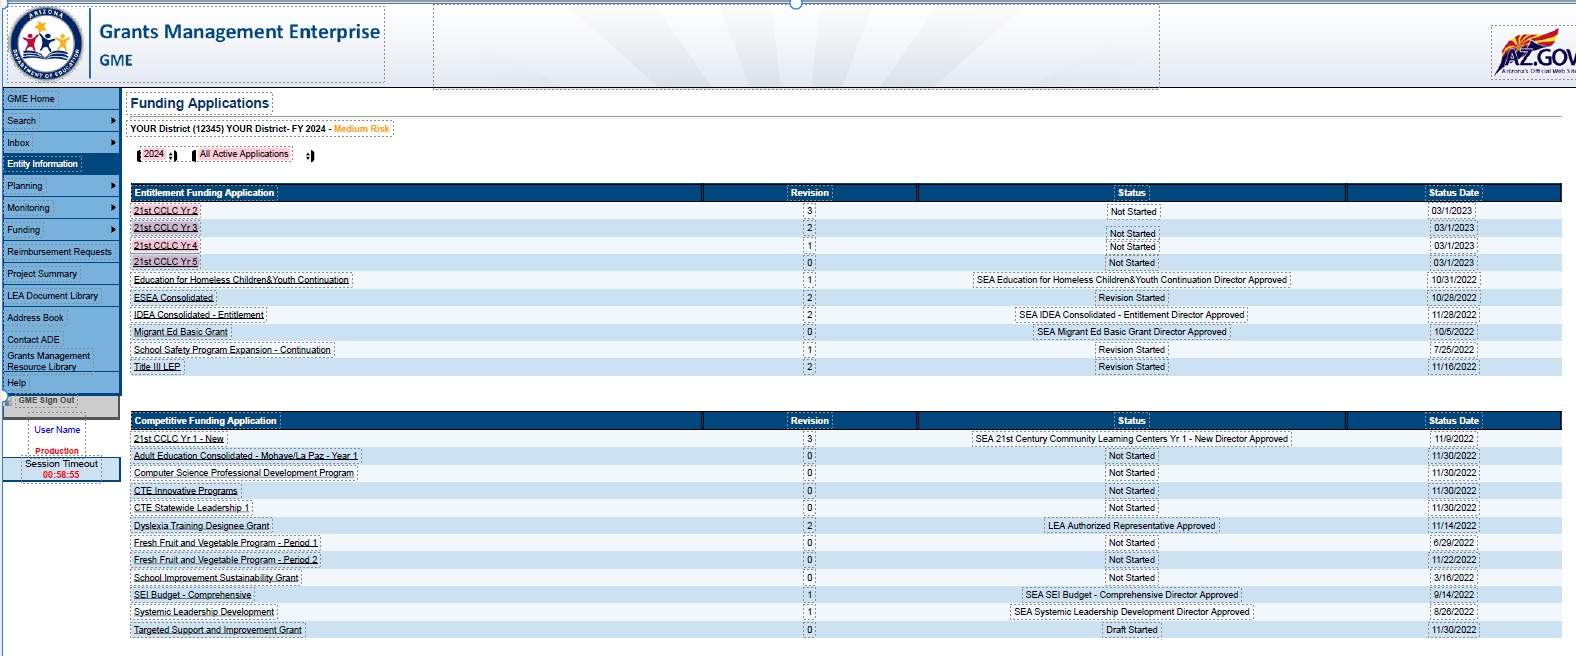 ARIZONA
DEPARTMENT OF EDUCATION
Grants Management Enterprise
GME
AZ.GOV
Arizona's Official Web Site
GME Home
Search
Inbox
Entity Information
Planning
Monitoring
Funding
Reimbursement Requests
Project Summary
LEA Document Library
Address Book
Contact ADE
Grants Management
Resource Library
Help
GME Sign Out
User Name
Production
Session Timeout
00:58:55
Funding Applications
YOUR District (12345) YOUR District- FY 2024 - Medium Risk
2024 All Active Applications
Entitlement Funding Application Revision Status Status Date
21st CCLC Yr 2 3 Not Started 03/1/2023
21st CCLC Yr 3 2 Not Started 03/1/2023
21st CCLC Yr 4 1 Not Started 03/1/2023
21st CCLC Yr 5 0 Not Started 03/1/2023
Education for Homeless Children&Youth Continuation 1 SEA Education for Homeless Children&Youth Continuation Director Approved 10/31/2022
ESEA Consolidated 2 Revision Started 10/28/2022
IDEA Consolidated - Entitlement 2 SEA IDEA Consolidated - Entitlement Director Approved 11/28/2022
Migrant Ed Basic Grant 0 SEA Migrant Ed Basic Grant Director Approved 10/5/2022
School Safety Program Expansion - Continuation 1 Revision Started 7/25/2022
Title III LEP 2 Revision Started 11/16/2022
Competitive Funding Application Revision Status Status Date
21st CCLC Yr 1 - New 3 SEA 21st Century Community Learning Centers Yr 1 - New Director Approved 11/9/2022
Adult Education Consolidated - Mohave/La Paz - Year 1 0 Not Started 11/30/2022
Computer Science Professional Development Program 0 Not Started 11/30/2022
CTE Innovative Programs 0 Not Started 11/30/2022
CTE Statewide Leadership 1 0 Not Started 11/30/2022
Dyslexia Training Designee Grant 2 LEA Authorized Representative Approved 11/14/2022
Fresh Fruit and Vegetable Program - Period 1 0 Not Started 6/29/2022
Fresh Fruit and Vegetable Program - Period 2 0 Not Started 11/22/2022
School Improvement Sustainability Grant 0 Not Started 3/16/2022
SEI Budget - Comprehensive 1 SEA SEI Budget - Comprehensive Director Approved 9/14/2022
Systemic Leadership Development 1 SEA Systemic Leadership Development Director Approved 8/26/2022
Targeted Support and Improvement Grant 0 Draft Started 11/30/2022